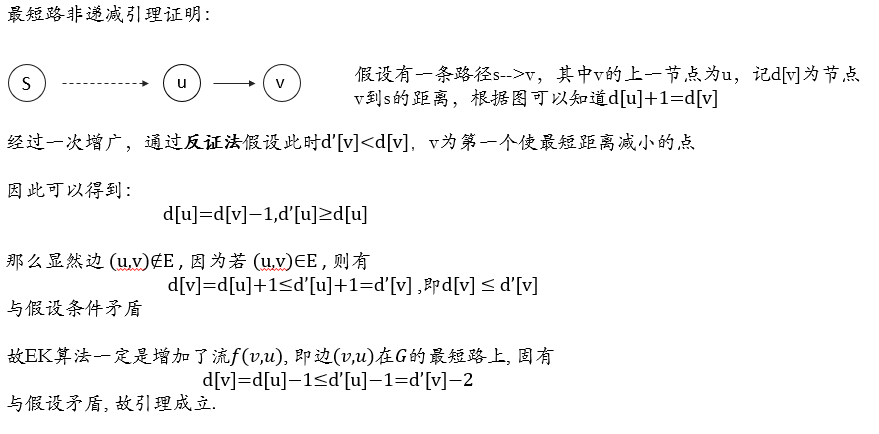 最短路非递减引理证明：
S
u
v
假设有一条路径s-->v，其中v的上一节点为u，记d[v]为节点
v到s的距离，根据图可以知道d[u]+1=d[v]
经过一次增广，通过反证法假设此时d’[v]<d[v]，v为第一个使最短距离减小的点
因此可以得到：
d[u]=d[v]−1,d’[u]≥d[u]
那么显然边 (u,v)∉E , 因为若 (u,v)∈E , 则有
d[v]=d[u]+1≤d’[u]+1=d’[v] ,即d[v] ≤ d’[v]
与假设条件矛盾
故EK算法一定是增加了流f(v,u), 即边(v,u)在G的最短路上, 固有
d[v]=d[u]−1≤d’[u]−1=d’[v]−2
与假设矛盾, 故引理成立.